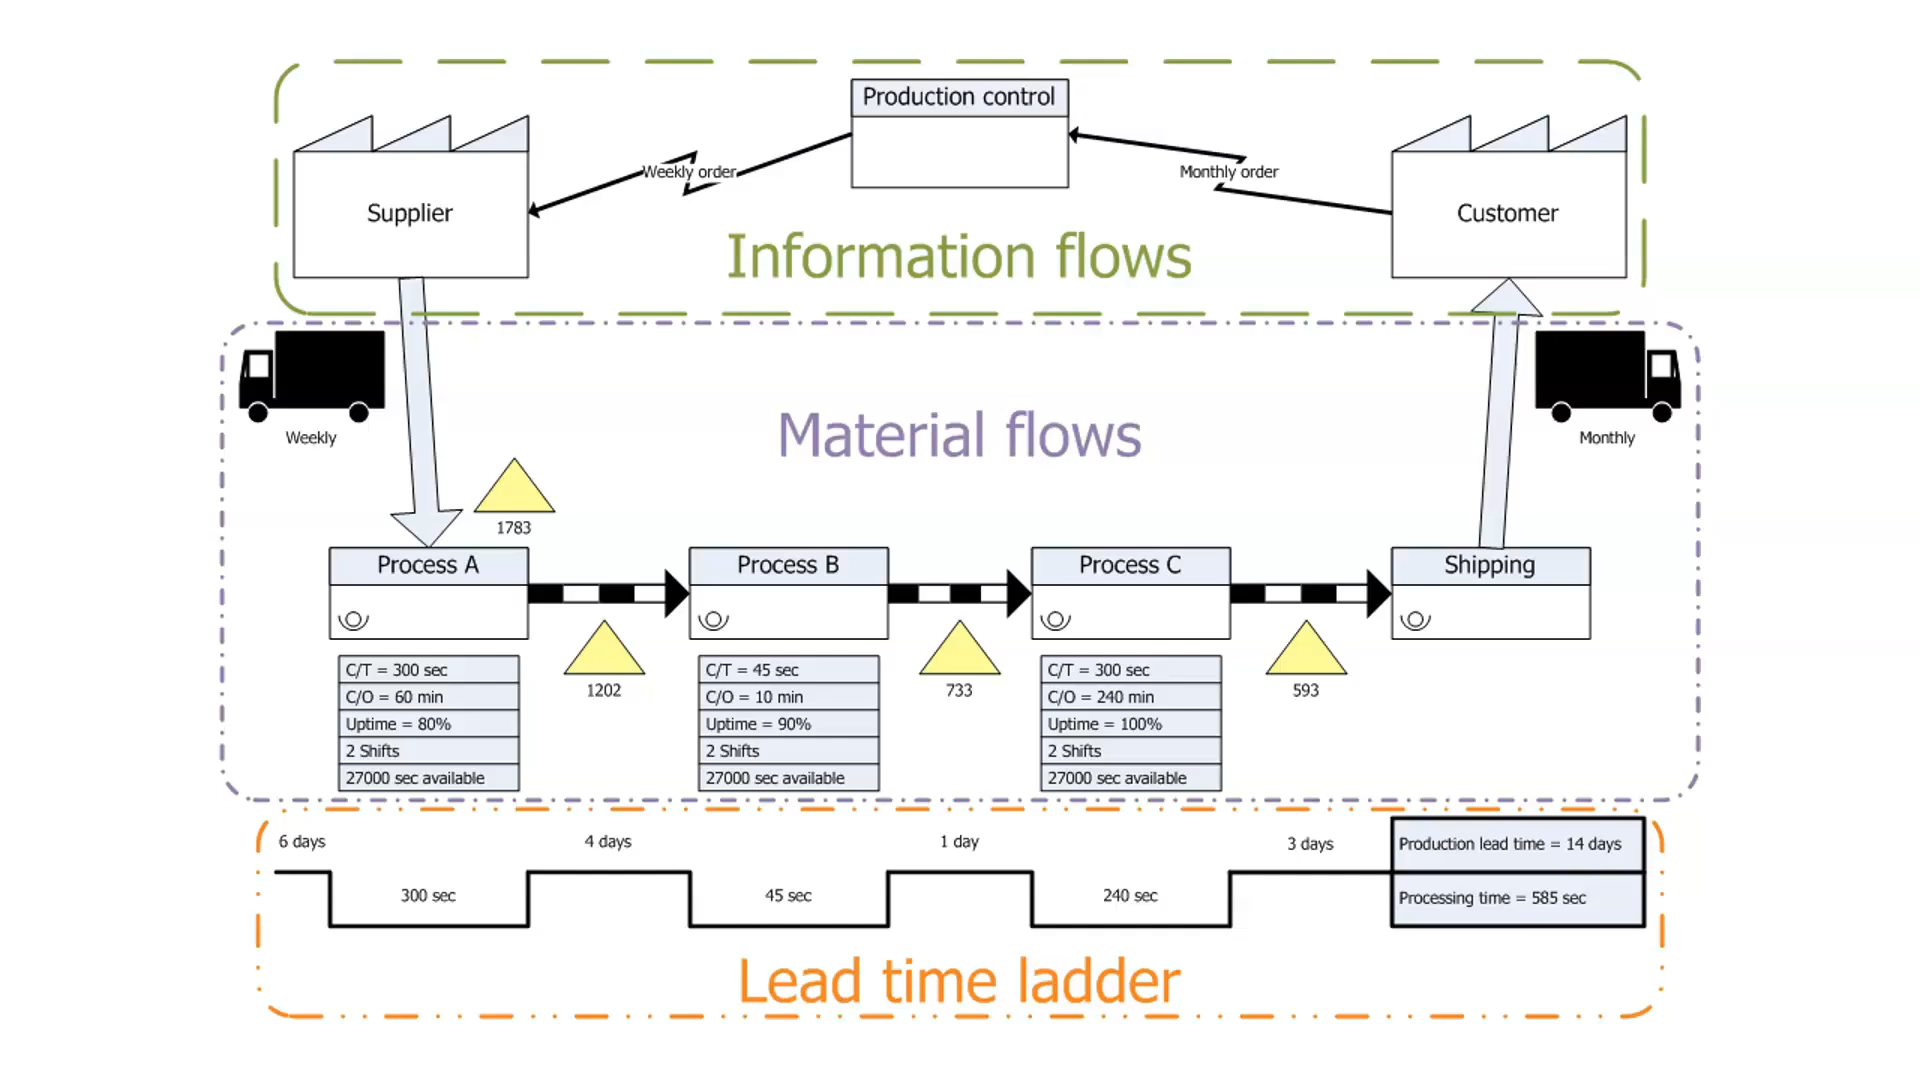 Production control
Weekly order
Monthly order
Supplier
Customer
Information flows
Weekly
Material flows
Monthly
1783
Process A
Process B
Process C
Shipping
1202
733
593
C/T = 300 sec
C/O = 60 min
Uptime = 80%
2 Shifts
27000 sec available
C/T = 45 sec
C/O = 10 min
Uptime = 90%
2 Shifts
27000 sec available
C/T = 300 sec
C/O = 240 min
Uptime = 100%
2 Shifts
27000 sec available
6 days
4 days
1 day
3 days
Production lead time = 14 days
300 sec
45 sec
240 sec
Processing time = 585 sec
Lead time ladder